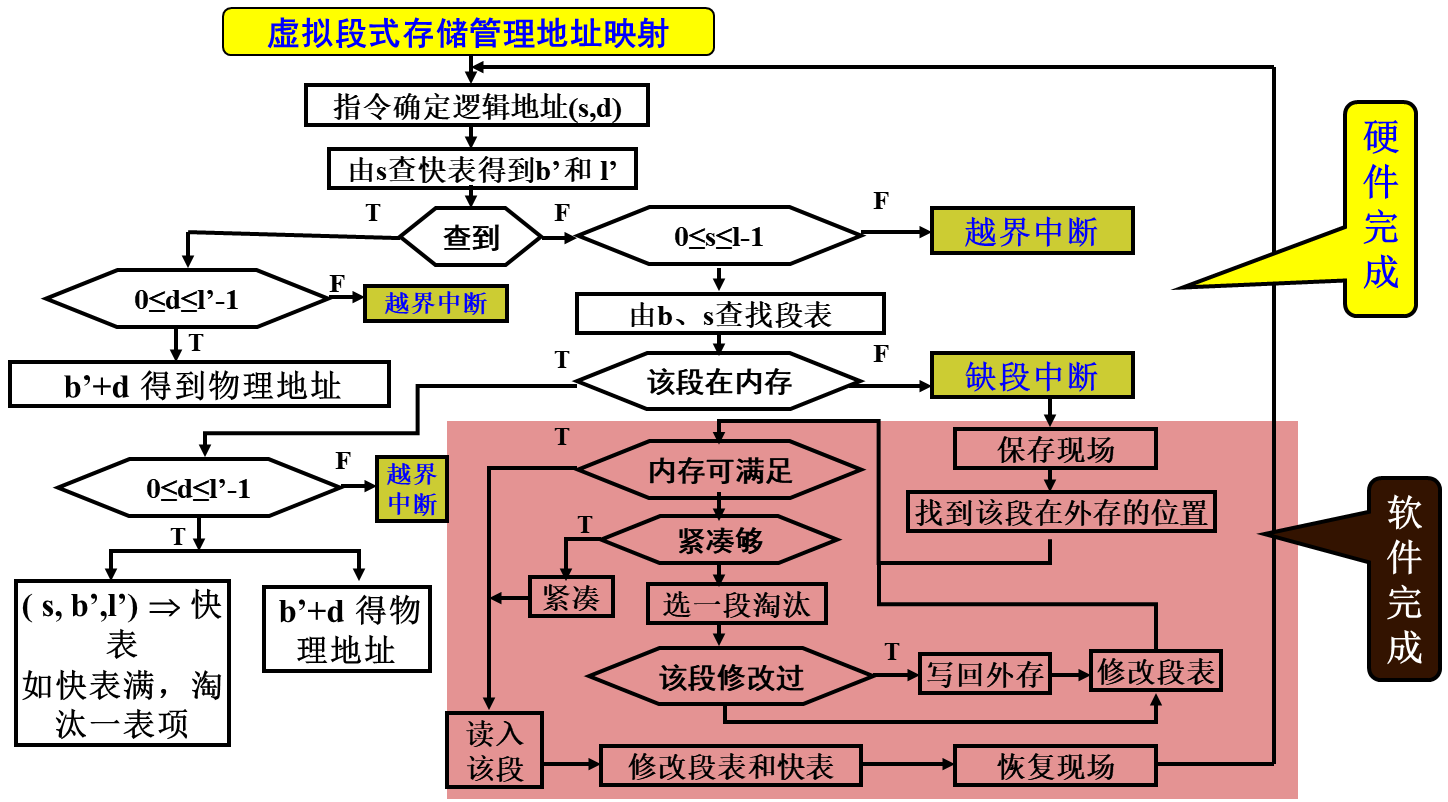 虚拟段式存储管理地址映射
指令确定逻辑地址(s,d)
由s查快表得到b’和 l’
T
查到
F
0≤s≤l-1
F
越界中断
0≤d≤l’-1
F
越界中断
T
b’+d 得到物理地址
由b、s查找段表
T
该段在内存
F
缺段中断
0≤d≤l’-1
F
越界
中断
T
( s, b’,l’) ⇒ 快
表
如快表满，淘
汰一表项
b’+d 得物
理地址
保存现场
找到该段在外存的位置
T
内存可满足
T
紧凑够
紧凑
选一段淘汰
该段修改过
T
写回外存
修改段表
读入
该段
修改段表和快表
恢复现场
硬
件
完
成
软
件
完
成